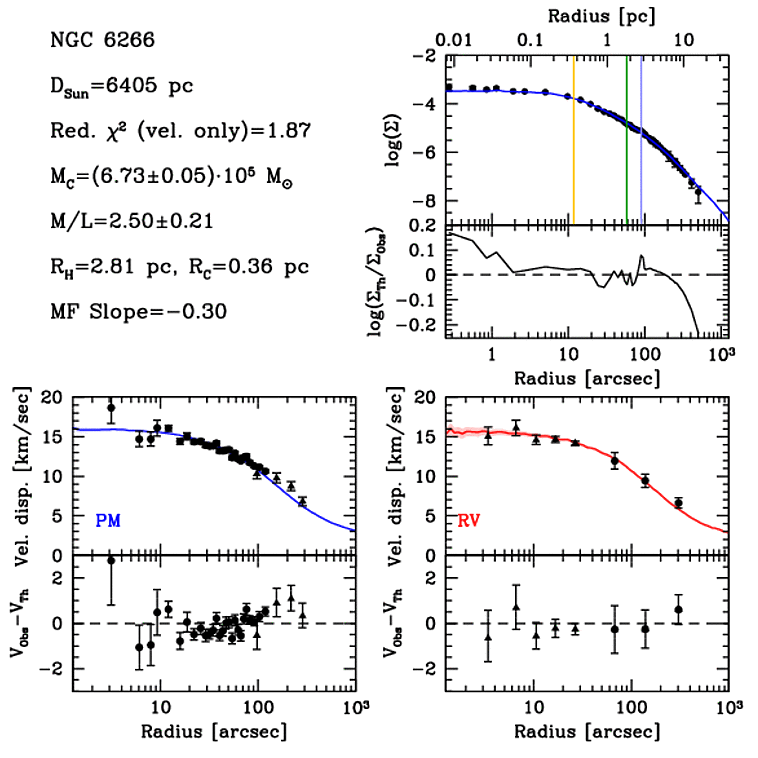 NGC 6266
D_Sun=6405 pc
Red. χ² (vel. only)=1.87
M_C=(6.73±0.05)·10⁵ M_⊙
M/L=2.50±0.21
R_H=2.81 pc, R_C=0.36 pc
MF Slope=−0.30
Radius [pc]
0.01 0.1 1 10
−2
−4
−6
−8
log(Σ)
0.2
0.1
0
−0.1
−0.2
log(Σ_Th/Σ_Obs)
1 10 100 10³
Radius [arcsec]
20
15
10
5
0
Vel. disp. [km/sec]
PM
2
0
−2
V_Obs−V_Th
10 100 10³
Radius [arcsec]
20
15
10
5
0
Vel. disp. [km/sec]
RV
2
0
−2
V_Obs−V_Th
10 100 10³
Radius [arcsec]